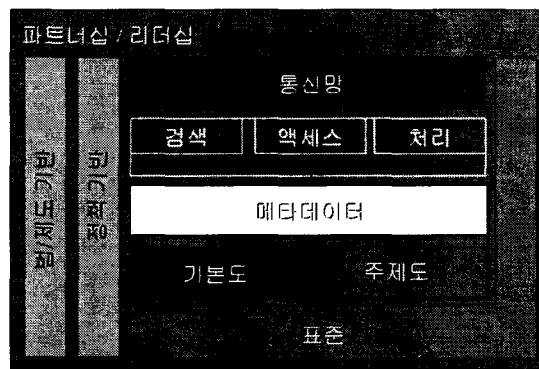 파트너십 / 리더십
통신망
검색 액세스 처리
메타데이터
기본도 주제도
표준
법/제도기반
정책기반